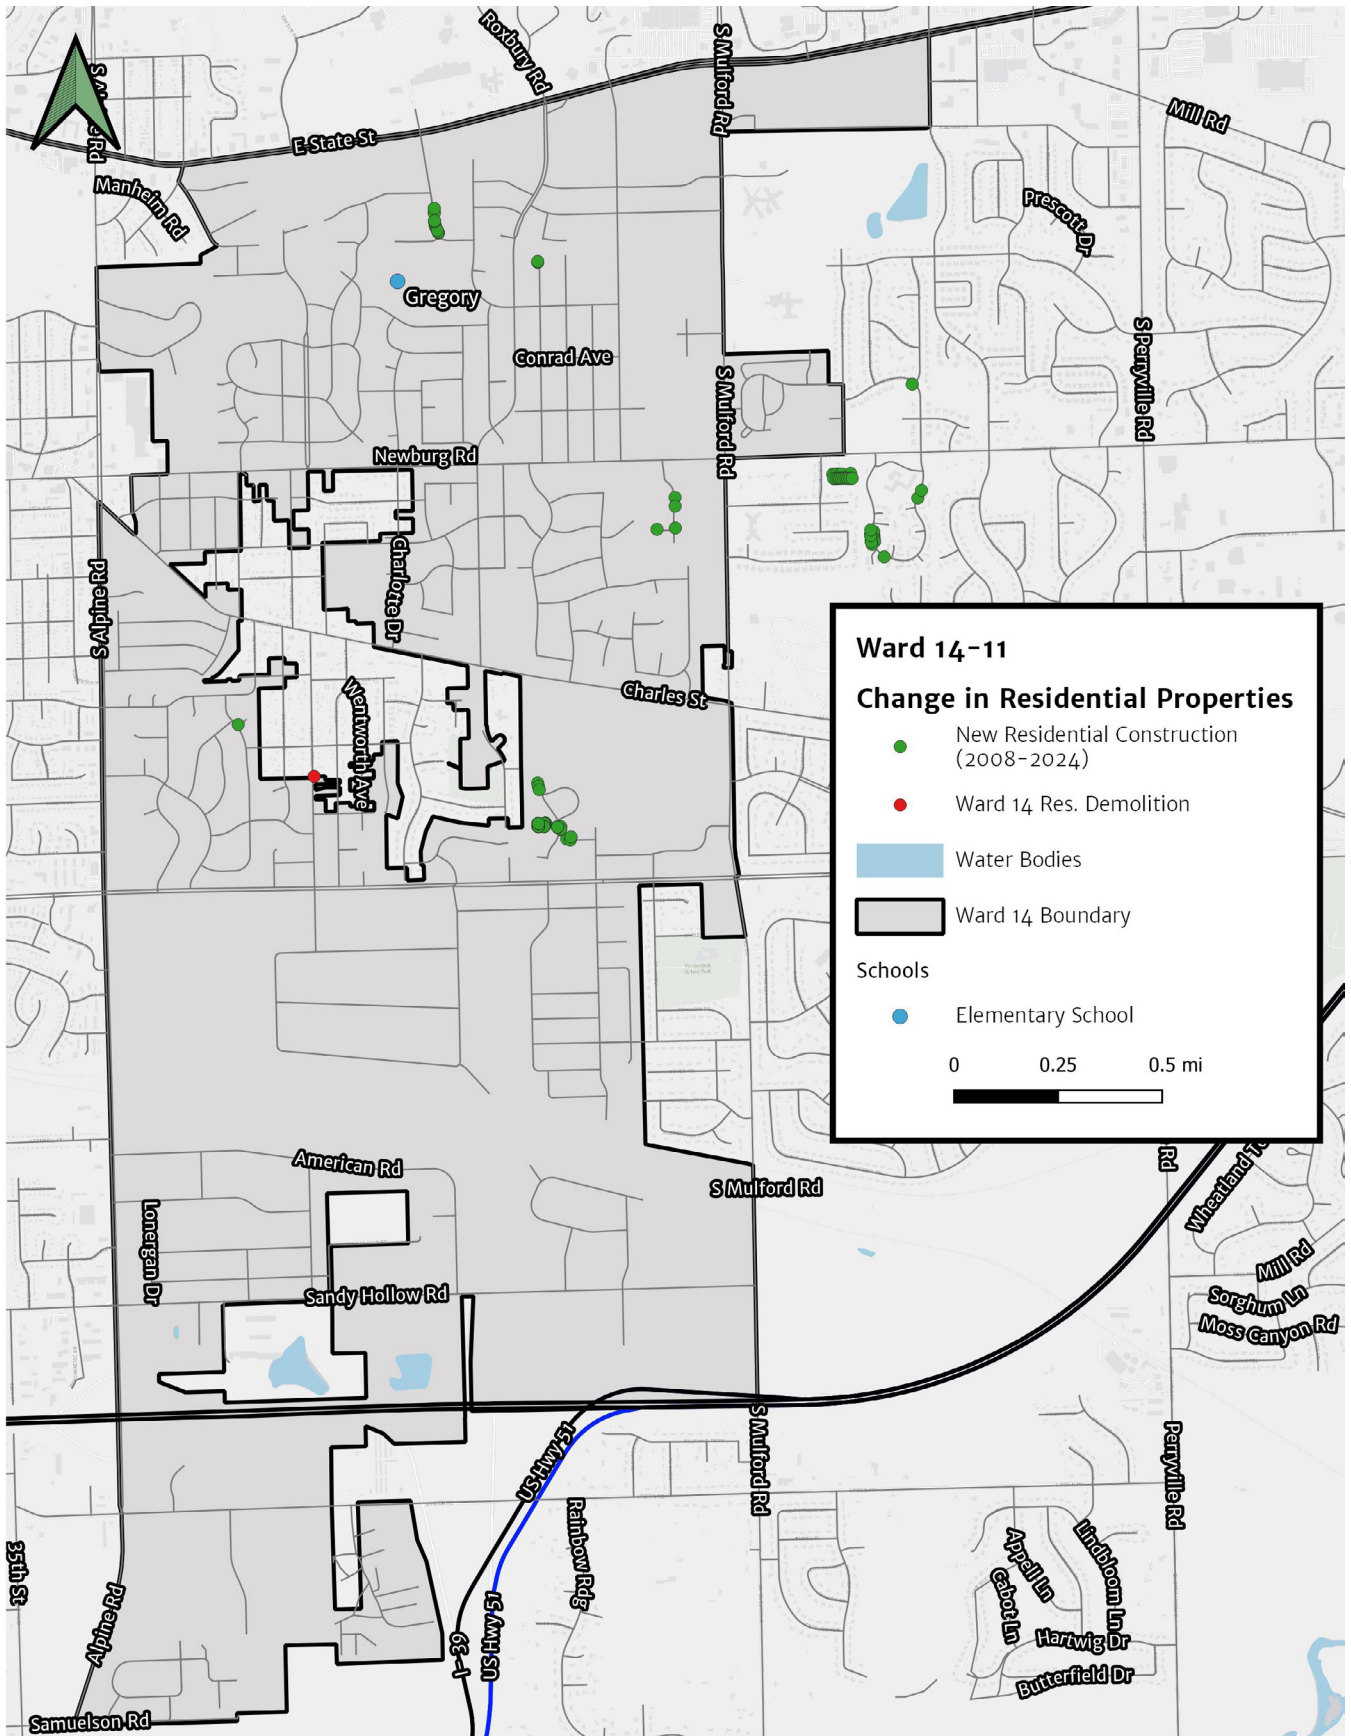 Roxbury Rd
S Mulford Rd
E State St
Mill Rd
Manheim Rd
Prescott Dr
Gregory
Conrad Ave
S Perryville Rd
S Mulford Rd
Newburg Rd
Charlotte Dr
S Alpine Rd
Charles St
Wentworth Ave
Ward 14-11
Change in Residential Properties
New Residential Construction
(2008-2024)
Ward 14 Res. Demolition
Water Bodies
Ward 14 Boundary
Schools
Elementary School
0 0.25 0.5 mi
American Rd
S Mulford Rd
Rd
Lonergan Dr
Mill Rd
Sandy Hollow Rd
Sorghum Ln
Moss Canyon Rd
US Hwy 51
S Mulford Rd
Perryville Rd
35th St
Rainbow Rdg
Appell Ln
Lindbloom Ln
Cabot Ln
Alpine Rd
I-39
US Hwy 51
Hartwig Dr
Butterfield Dr
Samuelson Rd